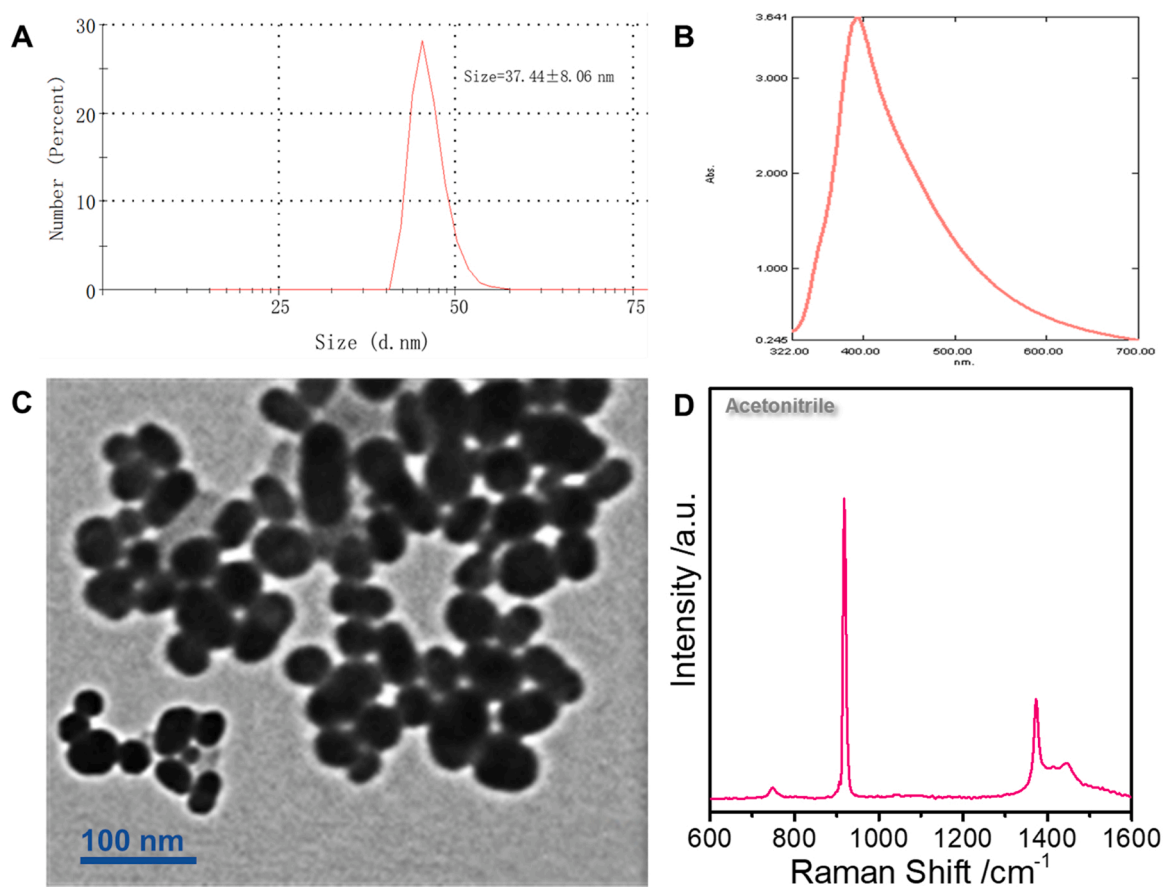 A
30
20
10
0
Number (Percent)
Size=37.44±8.06 nm
25
50
75
Size (d.nm)
B
3.641
3.000
2.000
1.000
0.245
Abs.
322.00
400.00
500.00
600.00
700.00
nm.
C
100 nm
D
Acetonitrile
Intensity /a.u.
600
800
1000
1200
1400
1600
Raman Shift /cm⁻¹